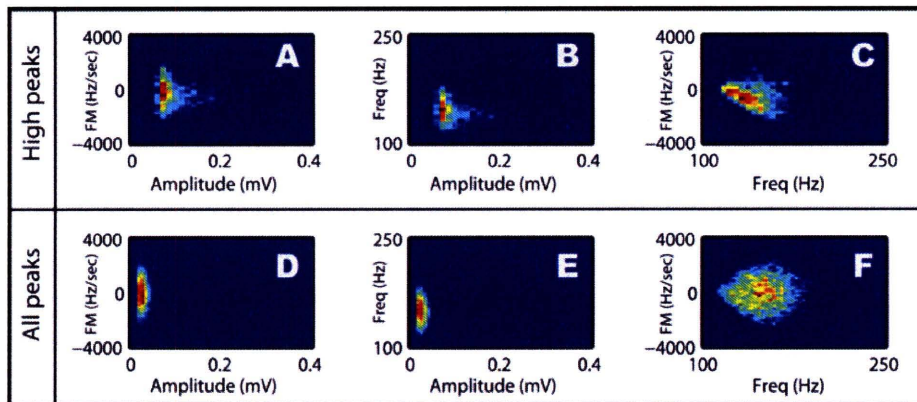 High peaks
4000
0
−4000
FM (Hz/sec)
A
0
0.2
0.4
Amplitude (mV)
250
100
Freq (Hz)
B
0
0.2
0.4
Amplitude (mV)
4000
0
−4000
FM (Hz/sec)
C
100
250
Freq (Hz)
All peaks
4000
0
−4000
FM (Hz/sec)
D
0
0.2
0.4
Amplitude (mV)
250
100
Freq (Hz)
E
0
0.2
0.4
Amplitude (mV)
4000
0
−4000
FM (Hz/sec)
F
100
250
Freq (Hz)